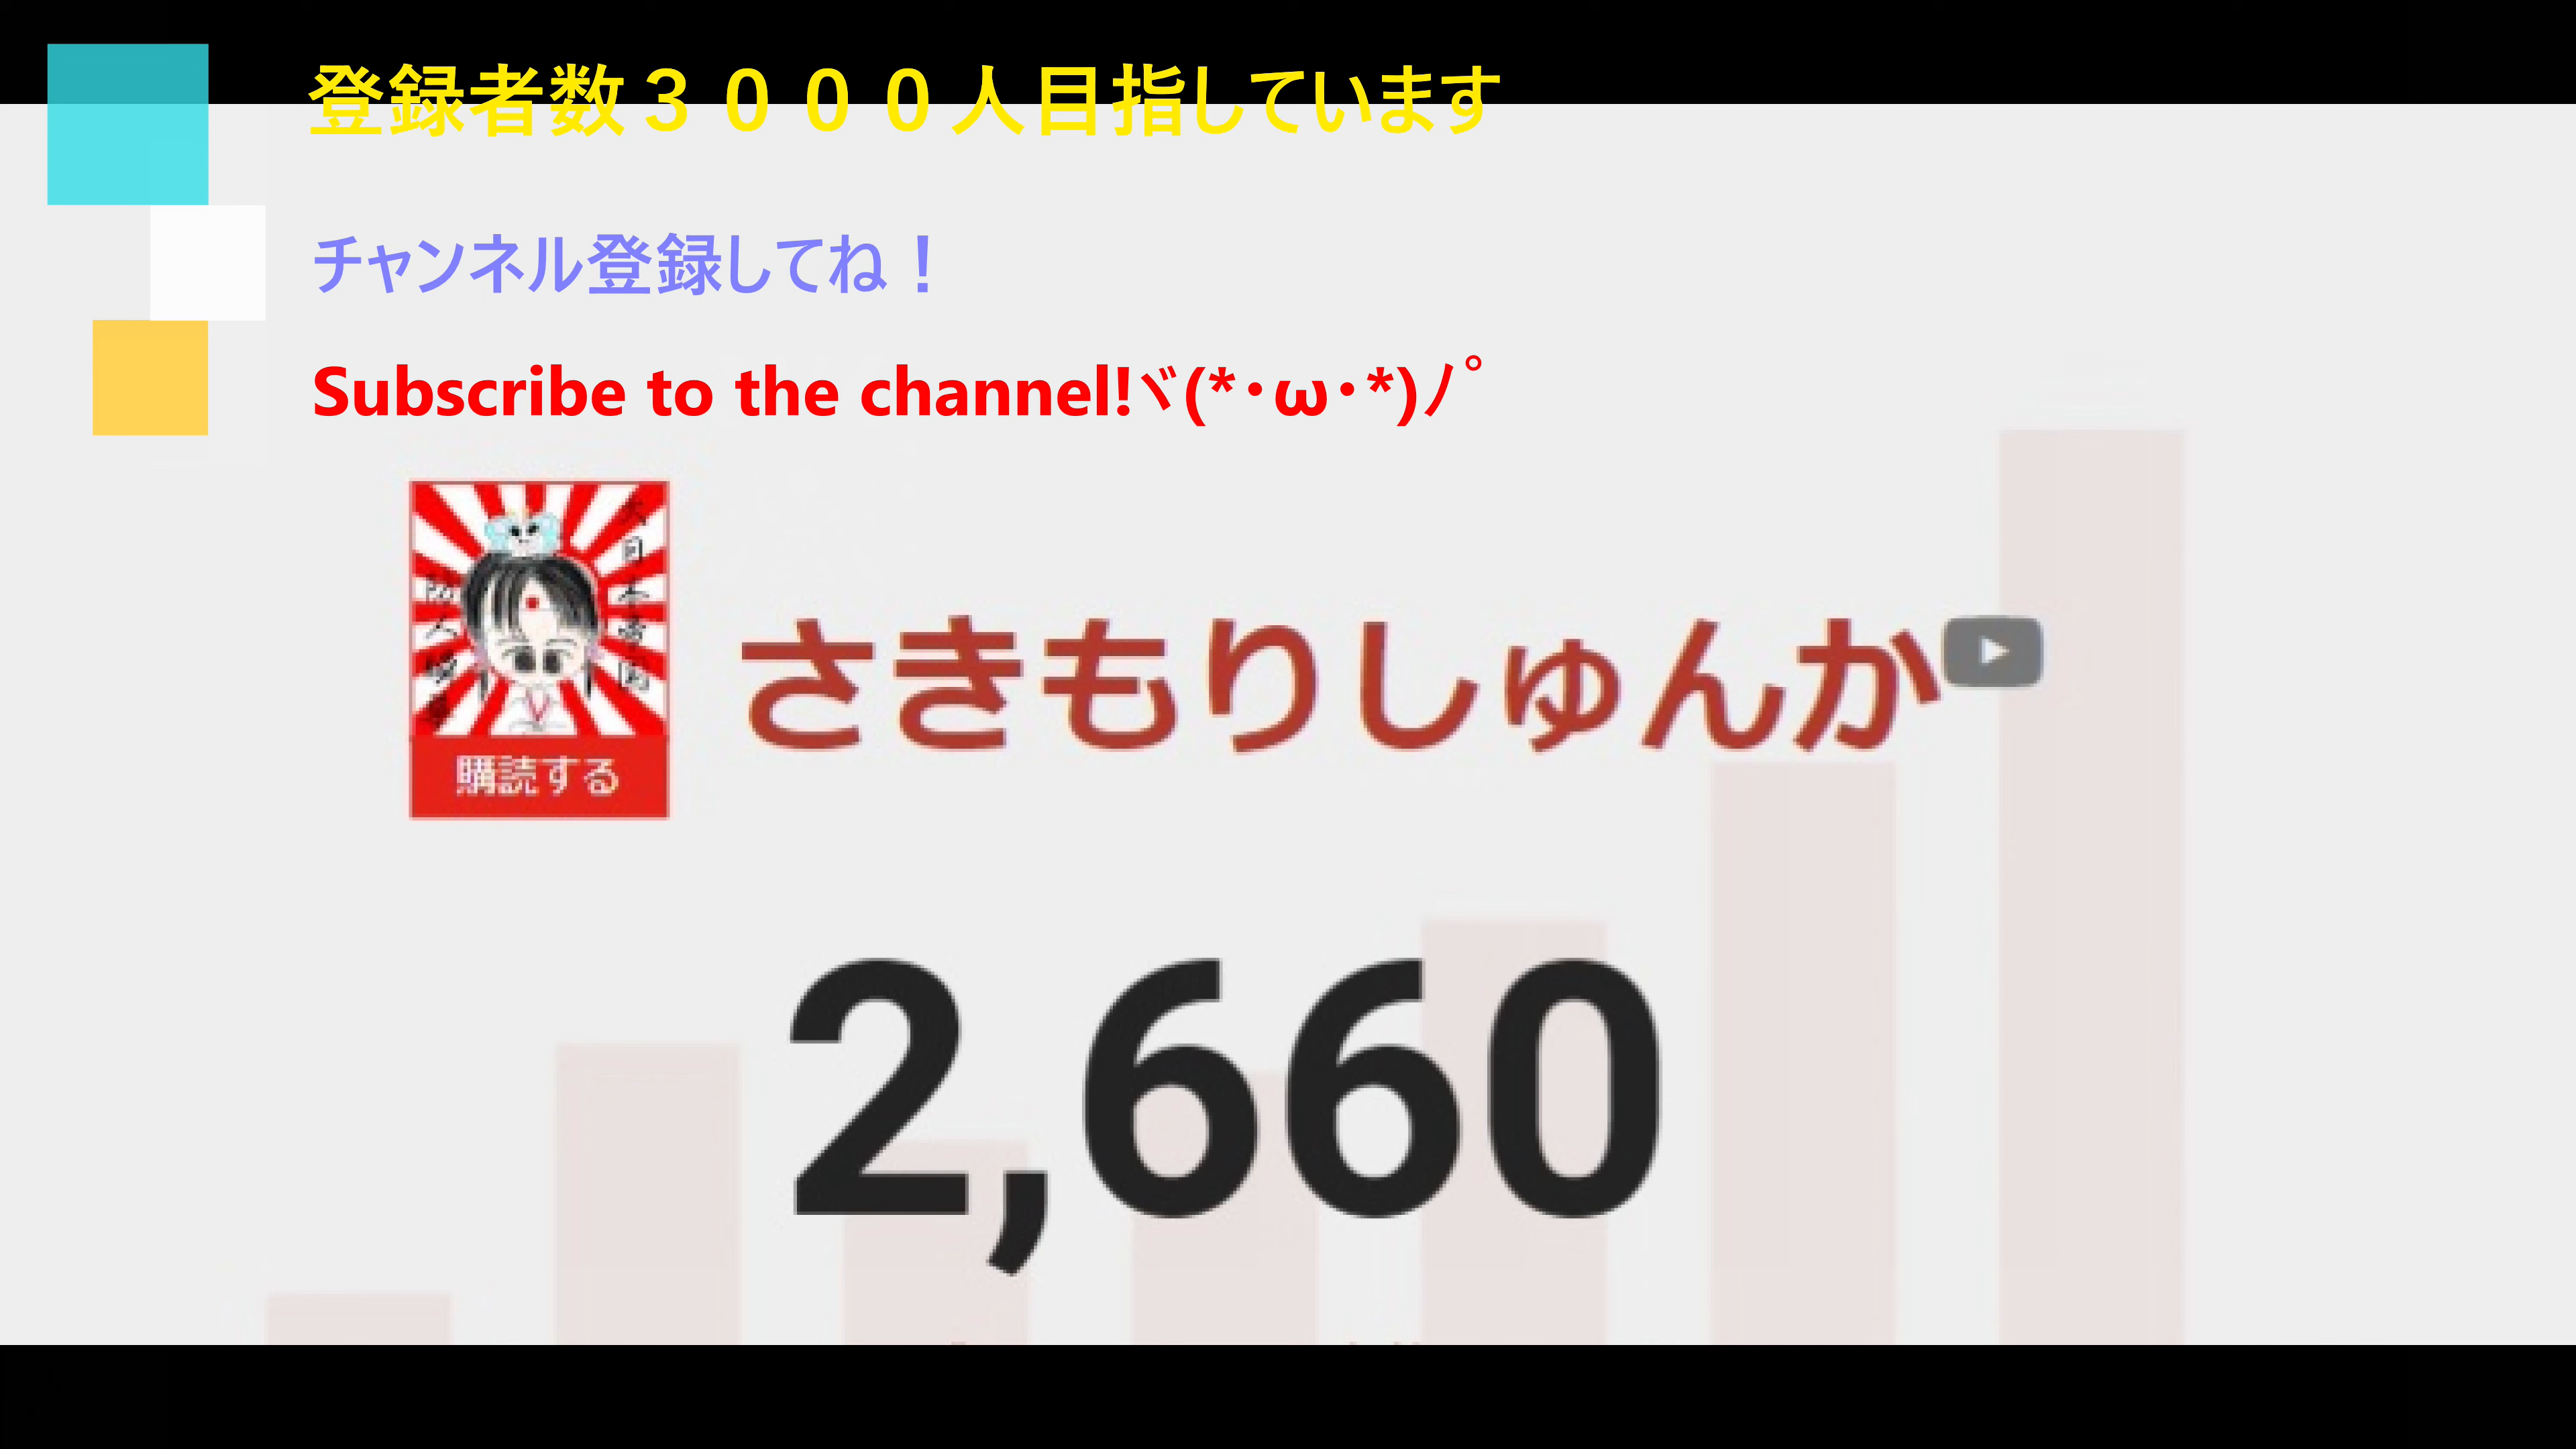 登録者数３０００人目指しています
チャンネル登録してね！
Subscribe to the channel!ヾ(*･ω･*)ﾉﾟ
さきもりしゅんか
購読する
2,660